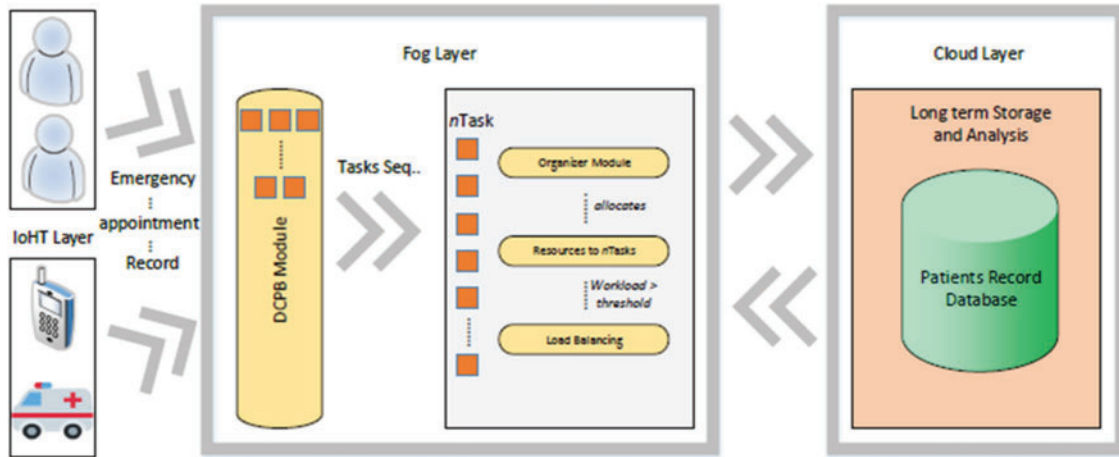 Emergency
appointment
Record
IoHT Layer
Fog Layer
DCPB Module
Tasks Seq..
nTask
Organizer Module
allocates
Resources to nTasks
Workload >
threshold
Load Balancing
Cloud Layer
Long term Storage
and Analysis
Patients Record
Database